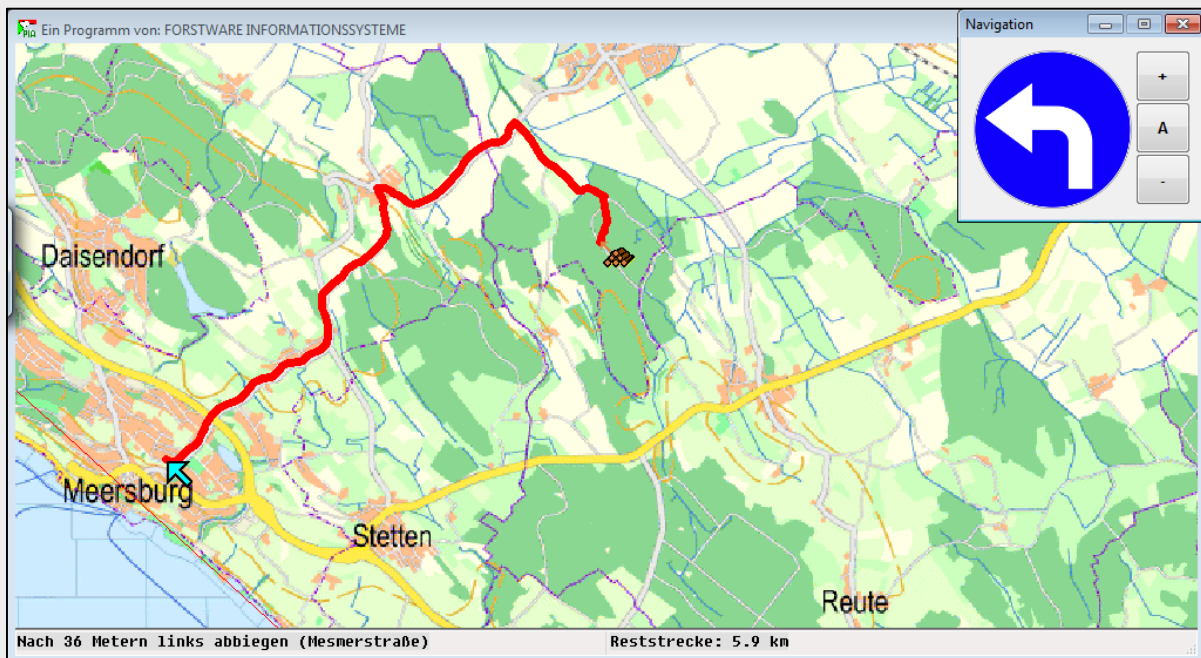 Ein Programm von: FORSTWARE INFORMATIONSSYSTEME
Navigation
+
A
-
Daisendorf
Meersburg
Stetten
Reute
Nach 36 Metern links abbiegen (Mesmerstraße)
Reststrecke: 5.9 km